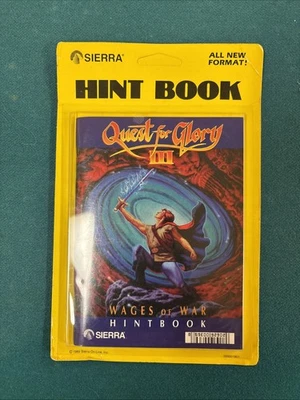 SIERRA®
ALL NEW
FORMAT!
HINT BOOK
Quest for Glory
III
WAGES OF WAR
HINTBOOK
SIERRA